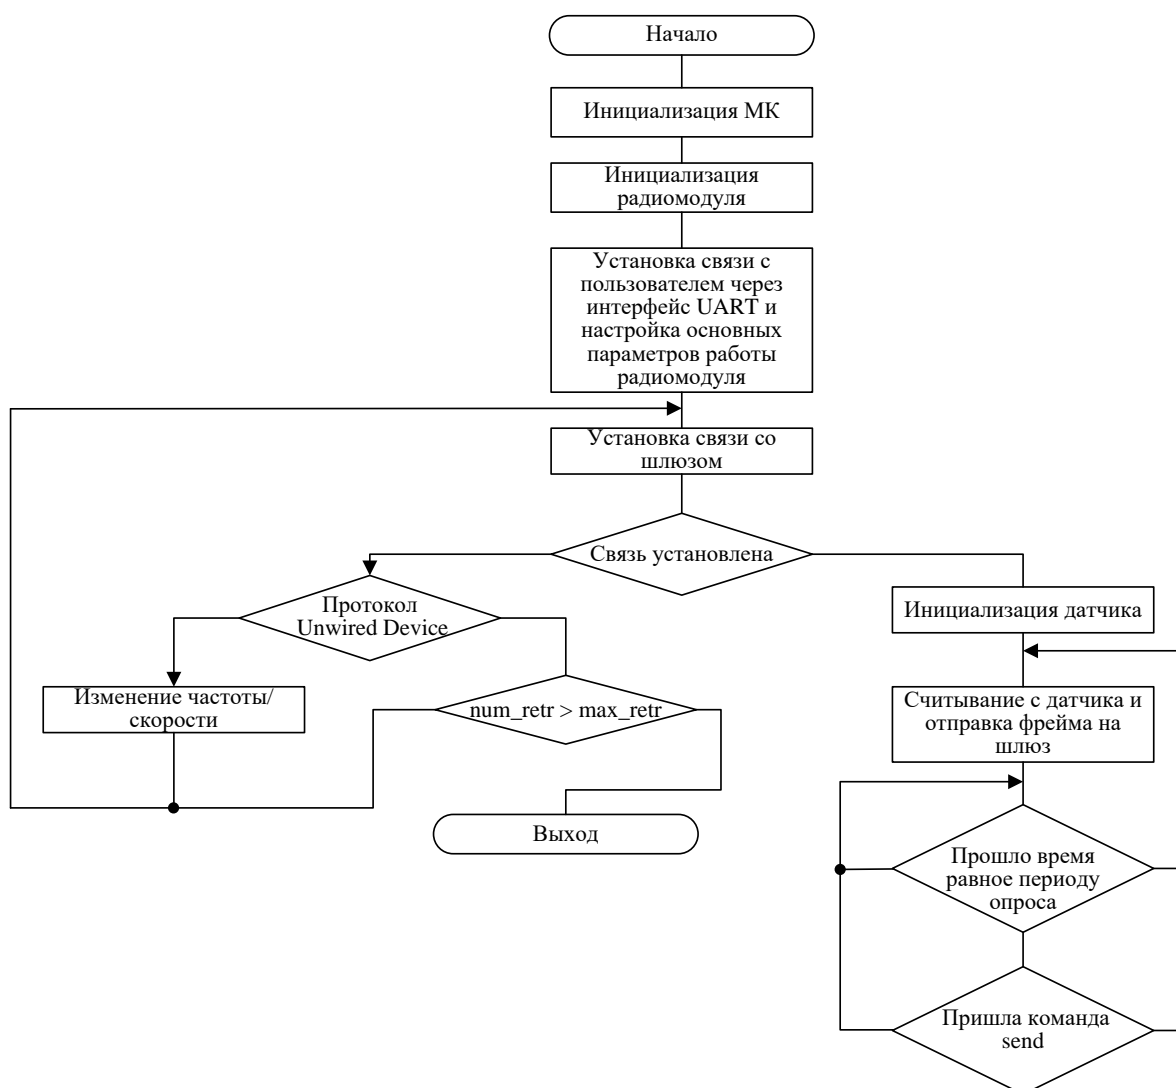 Начало
Инициализация МК
Инициализация
радиомодуля
Установка связи с
пользователем через
интерфейс UART и
настройка основных
параметров работы
радиомодуля
Установка связи со
шлюзом
Связь установлена
Протокол
Unwired Device
Инициализация датчика
Изменение частоты/
скорости
num_retr > max_retr
Считывание с датчика и
отправка фрейма на
шлюз
Выход
Прошло время
равное периоду
опроса
Пришла команда
send